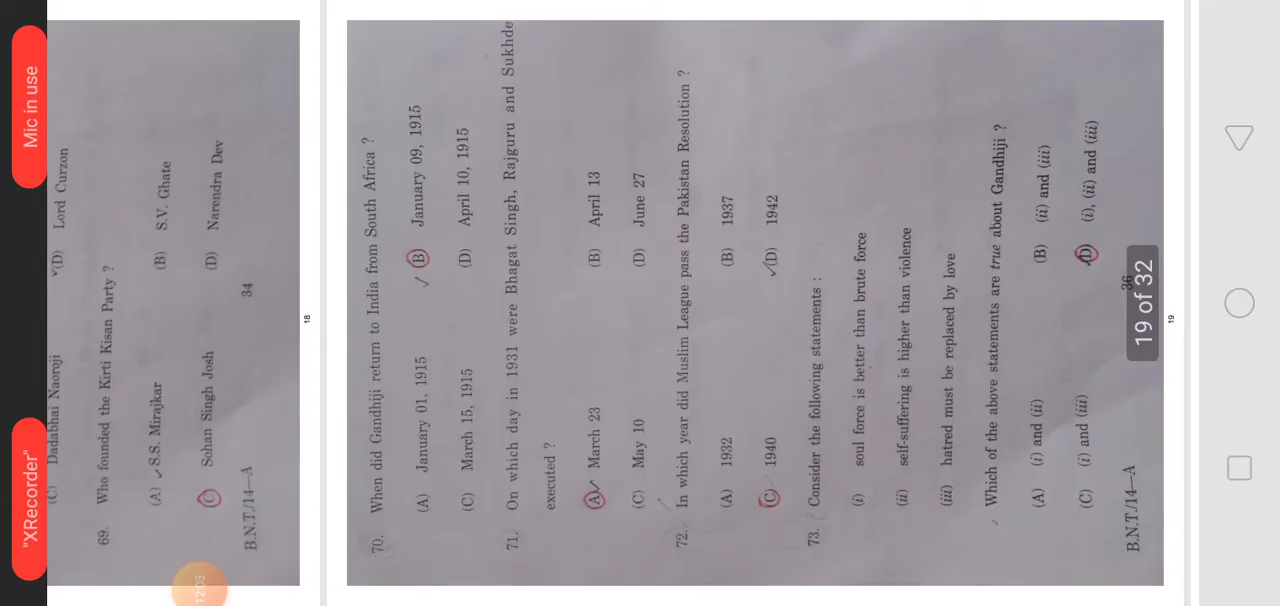 (C) Dadabhai Naoroji (D) Lord Curzon
69. Who founded the Kirti Kisan Party ?
(A) S.S. Mirajkar (B) S.V. Ghate
(C) Sohan Singh Josh (D) Narendra Dev
B.N.T./14—A 34
18
70. When did Gandhiji return to India from South Africa ?
(A) January 01, 1915 (B) January 09, 1915
(C) March 15, 1915 (D) April 10, 1915
71. On which day in 1931 were Bhagat Singh, Rajguru and Sukhde
executed ?
(A) March 23 (B) April 13
(C) May 10 (D) June 27
72. In which year did Muslim League pass the Pakistan Resolution ?
(A) 1932 (B) 1937
(C) 1940 (D) 1942
73. Consider the following statements :
(i) soul force is better than brute force
(ii) self-suffering is higher than violence
(iii) hatred must be replaced by love
Which of the above statements are true about Gandhiji ?
(A) (i) and (ii) (B) (ii) and (iii)
(C) (i) and (iii) (D) (i), (ii) and (iii)
B.N.T./14—A 36
19 of 32
19
"XRecorder" Mic in use
12:03